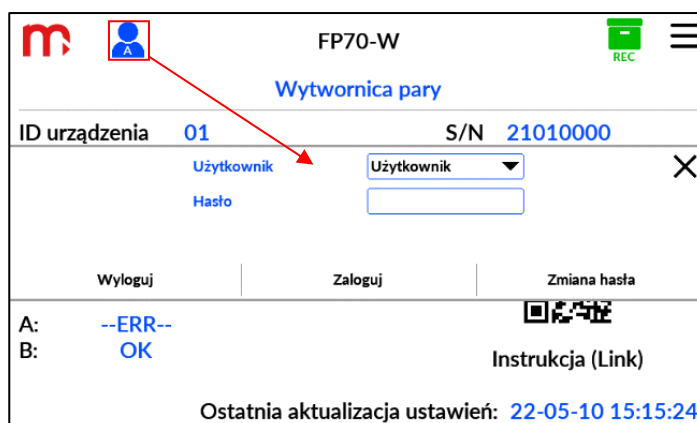 m
A
FP70-W
REC
Wytwornica pary
ID urządzenia 01 S/N 21010000
Użytkownik Użytkownik
Hasło
Wyloguj Zaloguj Zmiana hasła
A: --ERR--
B: OK
Instrukcja (Link)
Ostatnia aktualizacja ustawień: 22-05-10 15:15:24